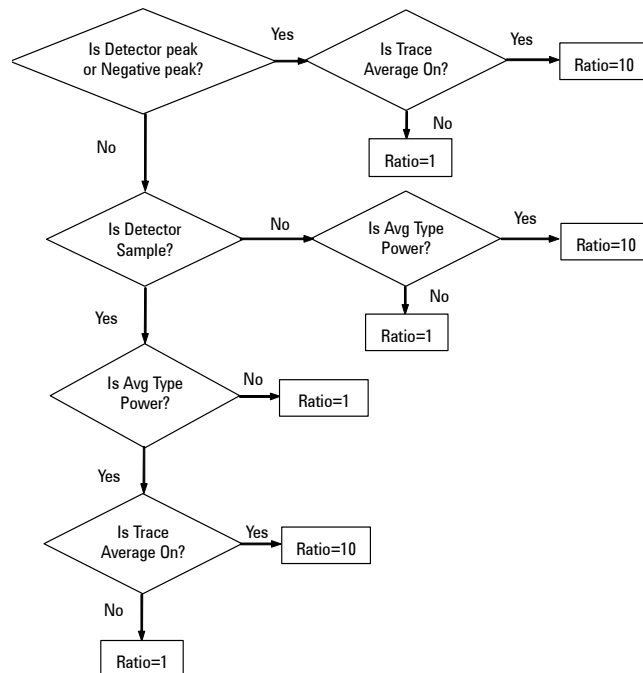 Is Detector peak
or Negative peak?
Yes
Is Trace
Average On?
Yes
Ratio=10
No
Ratio=1
No
Is Detector
Sample?
No
Is Avg Type
Power?
Yes
Ratio=10
No
Ratio=1
Yes
Is Avg Type
Power?
No
Ratio=1
Yes
Is Trace
Average On?
Yes
Ratio=10
No
Ratio=1